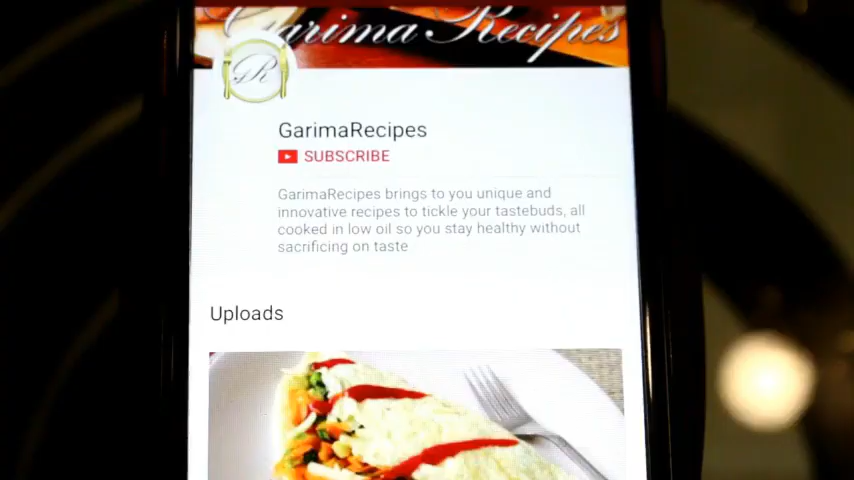 Garima Recipes
GR
GarimaRecipes
SUBSCRIBE
GarimaRecipes brings to you unique and
innovative recipes to tickle your tastebuds, all
cooked in low oil so you stay healthy without
sacrificing on taste
Uploads